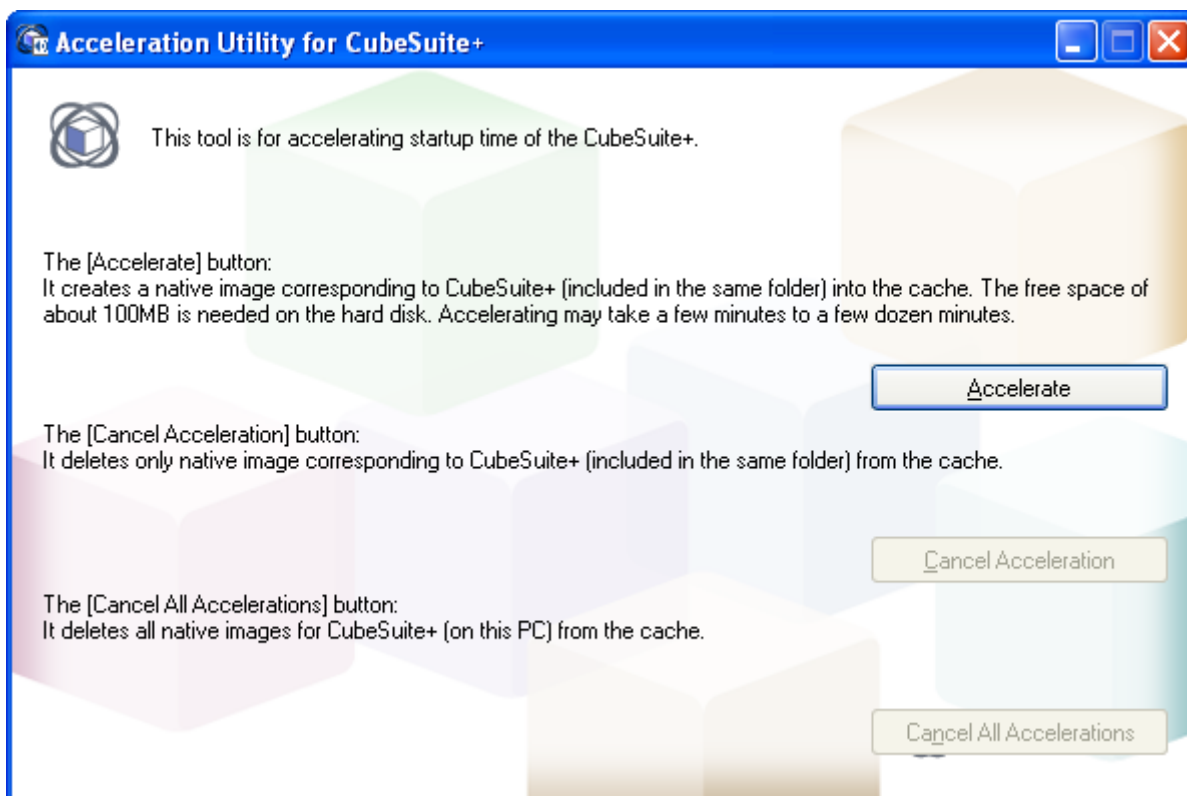 Acceleration Utility for CubeSuite+
This tool is for accelerating startup time of the CubeSuite+.
The [Accelerate] button:
It creates a native image corresponding to CubeSuite+ (included in the same folder) into the cache. The free space of
about 100MB is needed on the hard disk. Accelerating may take a few minutes to a few dozen minutes.
Accelerate
The [Cancel Acceleration] button:
It deletes only native image corresponding to CubeSuite+ (included in the same folder) from the cache.
Cancel Acceleration
The [Cancel All Accelerations] button:
It deletes all native images for CubeSuite+ (on this PC) from the cache.
Cancel All Accelerations